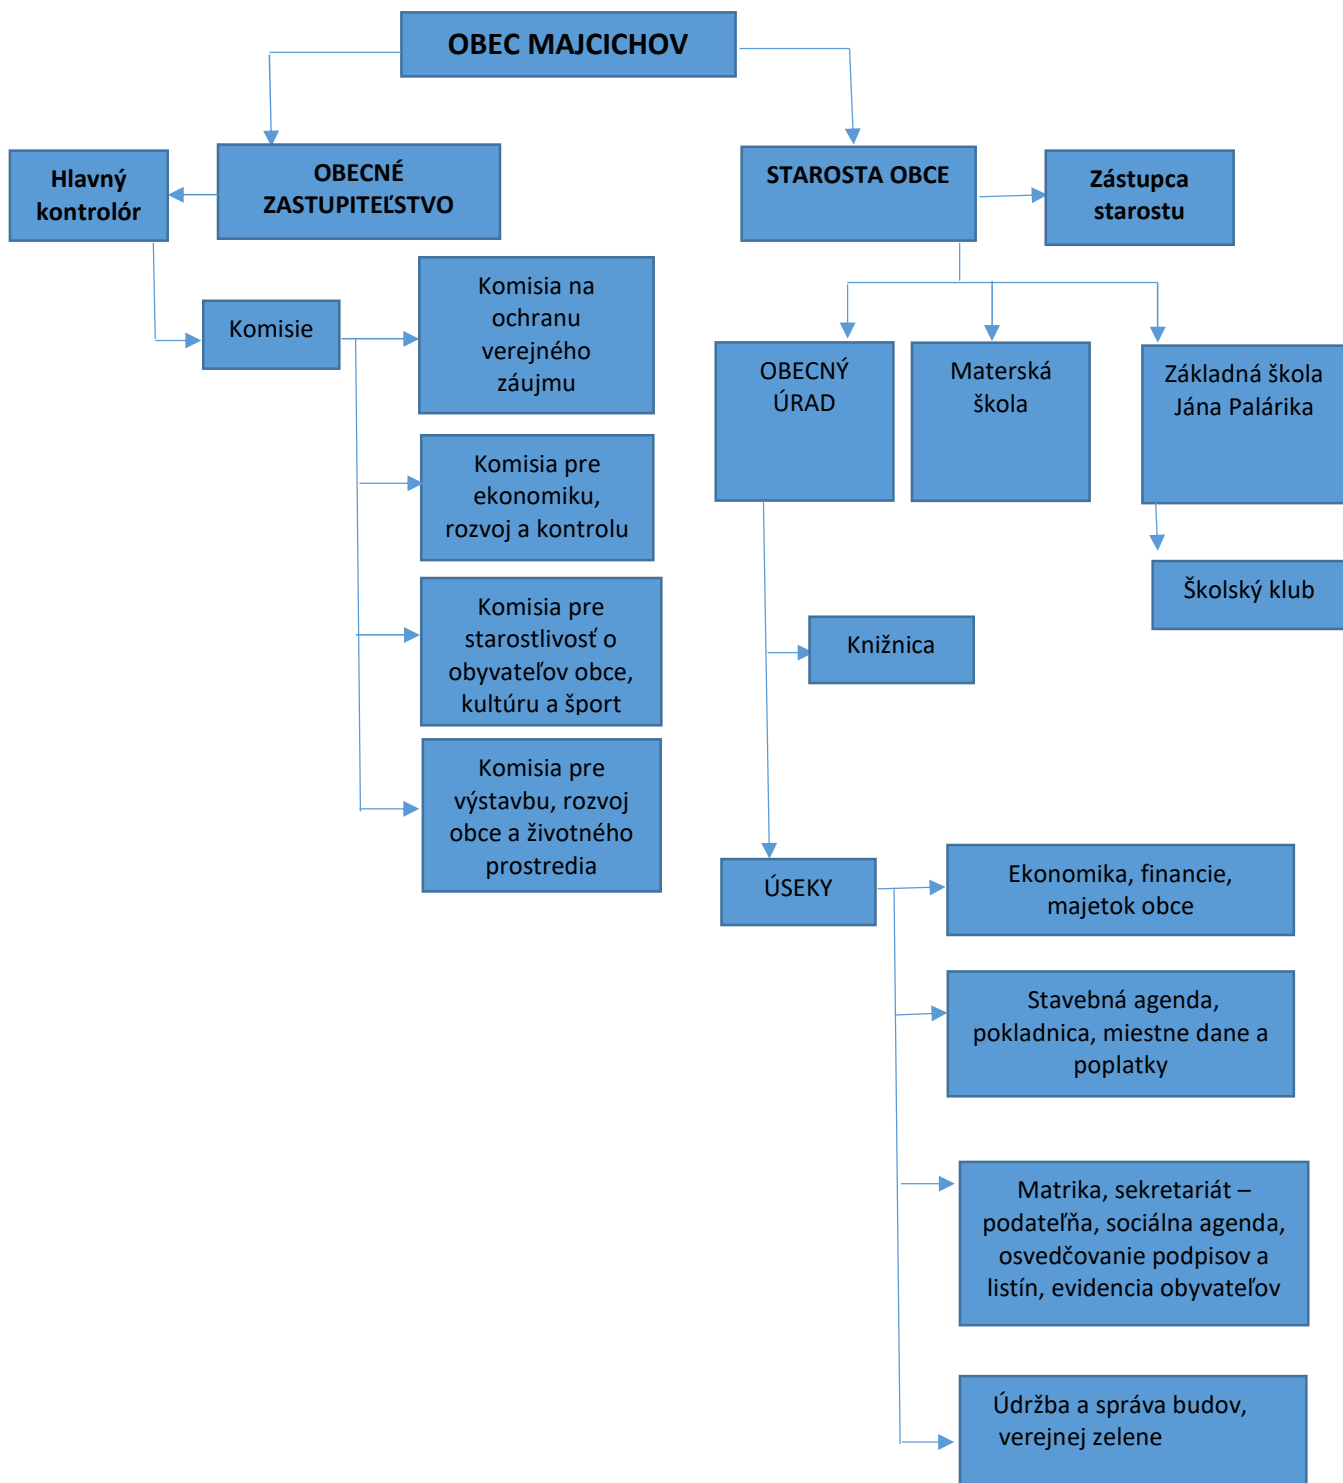 OBEC MAJCICHOV
Hlavný
kontrolór
OBECNÉ
ZASTUPITEĽSTVO
STAROSTA OBCE
Zástupca
starostu
Komisie
Komisia na
ochranu
verejného
záujmu
OBECNÝ
ÚRAD
Materská
škola
Základná škola
Jána Palárika
Komisia pre
ekonomiku,
rozvoj a kontrolu
Školský klub
Komisia pre
starostlivosť o
obyvateľov obce,
kultúru a šport
Knižnica
Komisia pre
výstavbu, rozvoj
obce a životného
prostredia
ÚSEKY
Ekonomika, financie,
majetok obce
Stavebná agenda,
pokladnica, miestne dane a
poplatky
Matrika, sekretariát –
podateľňa, sociálna agenda,
osvedčovanie podpisov a
listín, evidencia obyvateľov
Údržba a správa budov,
verejnej zelene